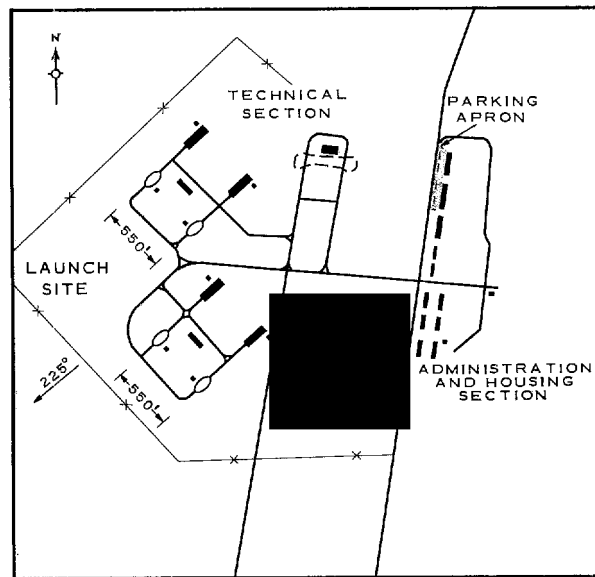 N
TECHNICAL
SECTION
PARKING
APRON
550'
LAUNCH
SITE
225°
550'
ADMINISTRATION
AND HOUSING
SECTION